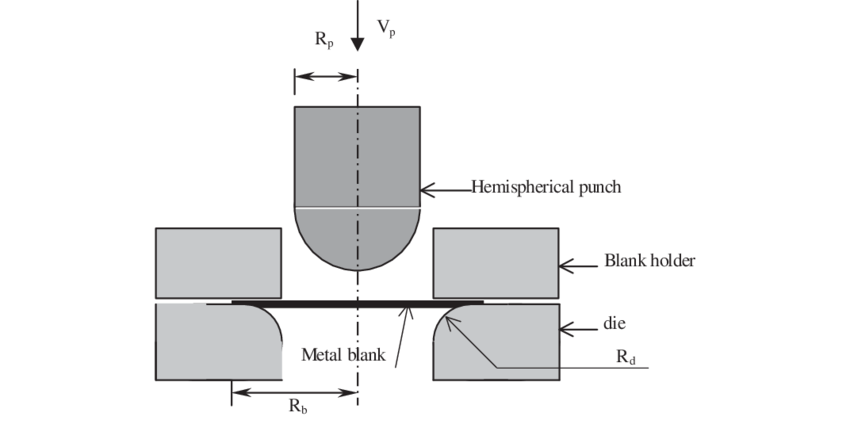 Vp
Rp
Hemispherical punch
Blank holder
die
Metal blank
Rd
Rb